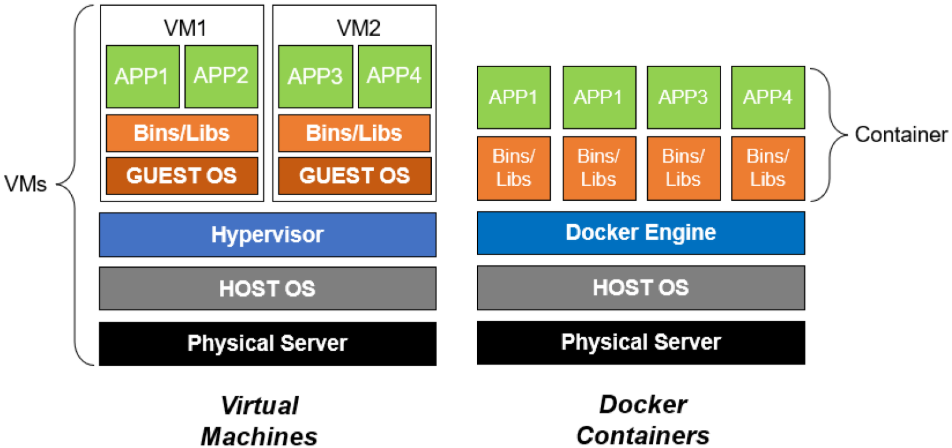 VM1
VM2
APP1
APP2
APP3
APP4
Bins/Libs
Bins/Libs
GUEST OS
GUEST OS
VMs
Hypervisor
HOST OS
Physical Server
Virtual
Machines
APP1
APP1
APP3
APP4
Container
Bins/
Libs
Bins/
Libs
Bins/
Libs
Bins/
Libs
Docker Engine
HOST OS
Physical Server
Docker
Containers